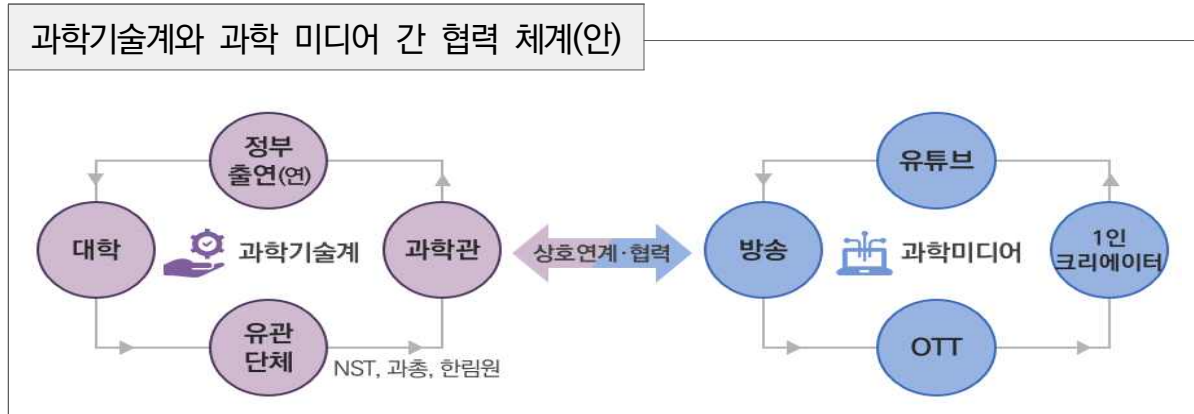 과학기술계와 과학 미디어 간 협력 체계(안)
정부
출연(연)
대학
과학기술계
과학관
유관
단체
NST, 과총, 한림원
상호연계·협력
유튜브
방송
과학미디어
1인
크리에이터
OTT